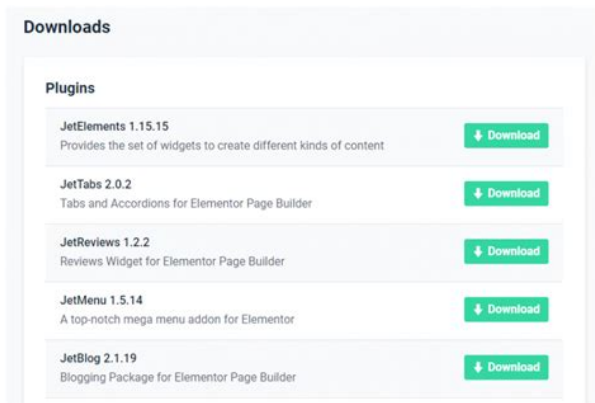 Downloads
Plugins
JetElements 1.15.15
Provides the set of widgets to create different kinds of content
Download
JetTabs 2.0.2
Tabs and Accordions for Elementor Page Builder
Download
JetReviews 1.2.2
Reviews Widget for Elementor Page Builder
Download
JetMenu 1.5.14
A top-notch mega menu addon for Elementor
Download
JetBlog 2.1.19
Blogging Package for Elementor Page Builder
Download